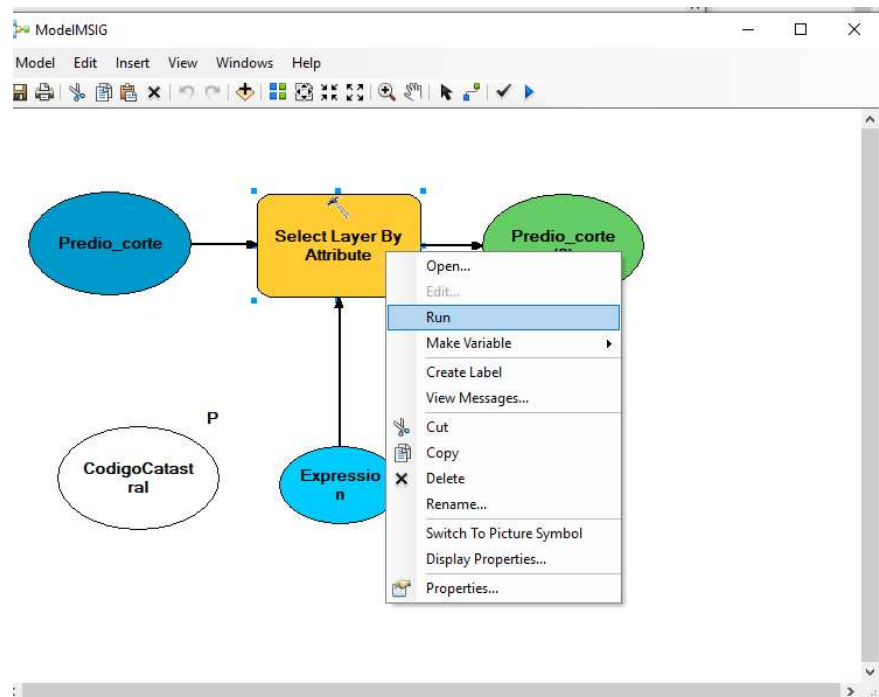 ModelMSIG
Model Edit Insert View Windows Help
Predio_corte
Select Layer By
Attribute
Predio_corte
Open...
Edit...
Run
Make Variable
Create Label
View Messages...
Cut
Copy
Delete
Rename...
Switch To Picture Symbol
Display Properties...
Properties...
P
CodigoCatast
ral
Expressio
n